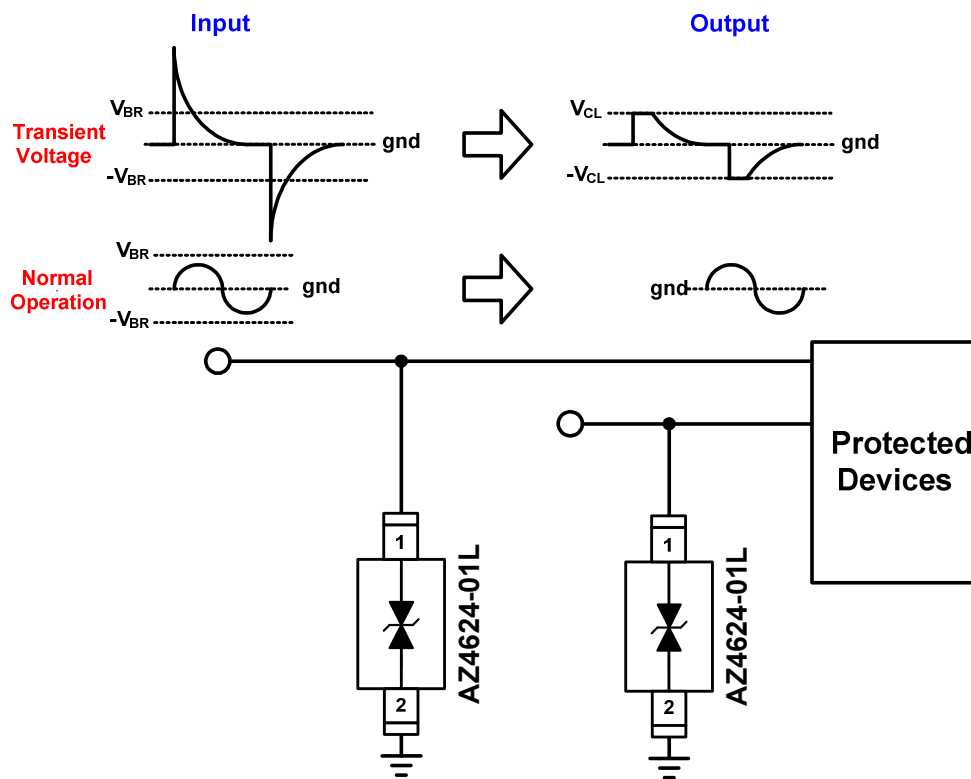 Input
Output
VBR
VCL
Transient
Voltage
gnd
gnd
-VBR
-VCL
VBR
Normal
Operation
gnd
gnd
-VBR
Protected
Devices
1
1
AZ4624-01L
AZ4624-01L
2
2